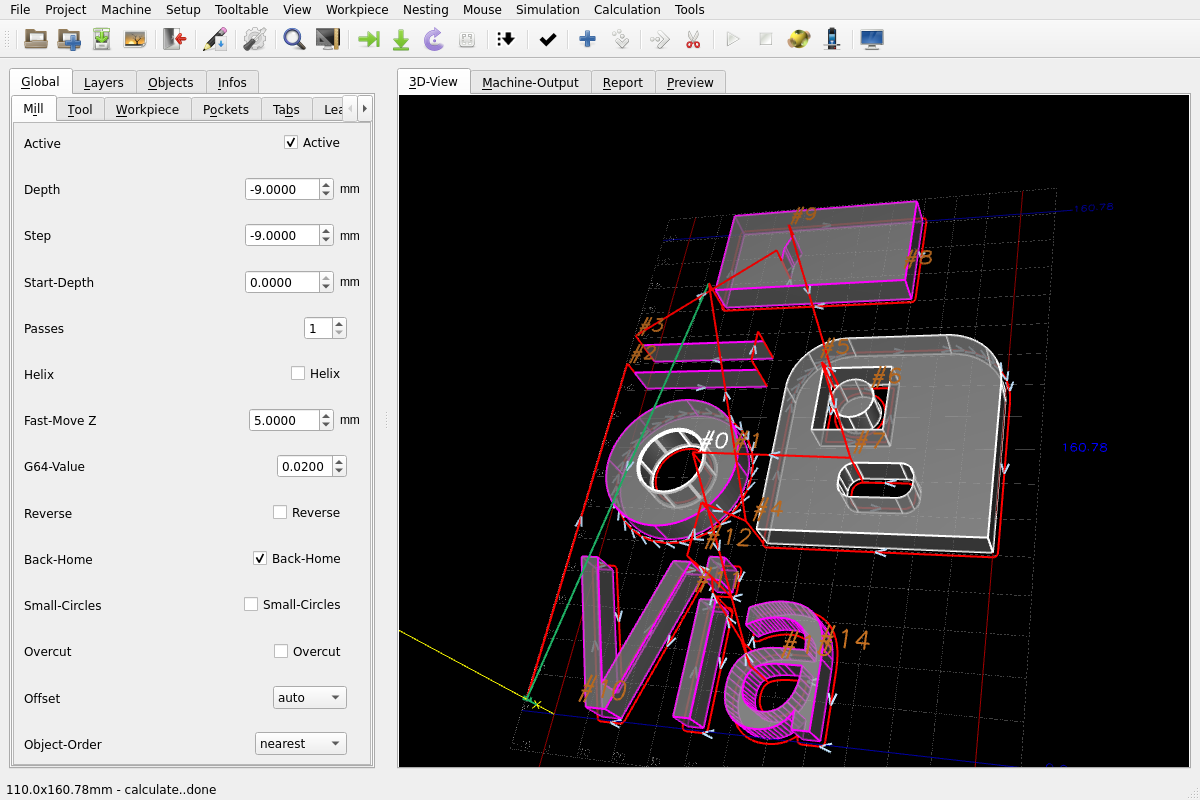 File Project Machine Setup Tooltable View Workpiece Nesting Mouse Simulation Calculation Tools
Global Layers Objects Infos
3D-View Machine-Output Report Preview
Mill Tool Workpiece Pockets Tabs Lea
Active Active
Depth -9.0000 mm
Step -9.0000 mm
Start-Depth 0.0000 mm
Passes 1
Helix Helix
Fast-Move Z 5.0000 mm
G64-Value 0.0200
Reverse Reverse
Back-Home Back-Home
Small-Circles Small-Circles
Overcut Overcut
Offset auto
Object-Order nearest
160.78
#9
#8
#3
#2
#5
#6
#0
#1
#7
160.78
#4
#12
#14
#10
X
110.0x160.78mm - calculate..done